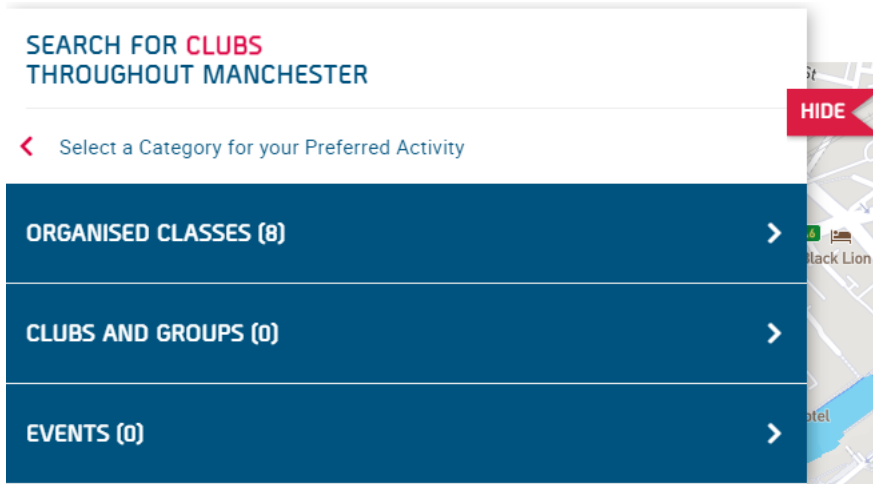 SEARCH FOR CLUBS
THROUGHOUT MANCHESTER
HIDE
Select a Category for your Preferred Activity
ORGANISED CLASSES (8)
CLUBS AND GROUPS (0)
EVENTS (0)
St
Black Lion